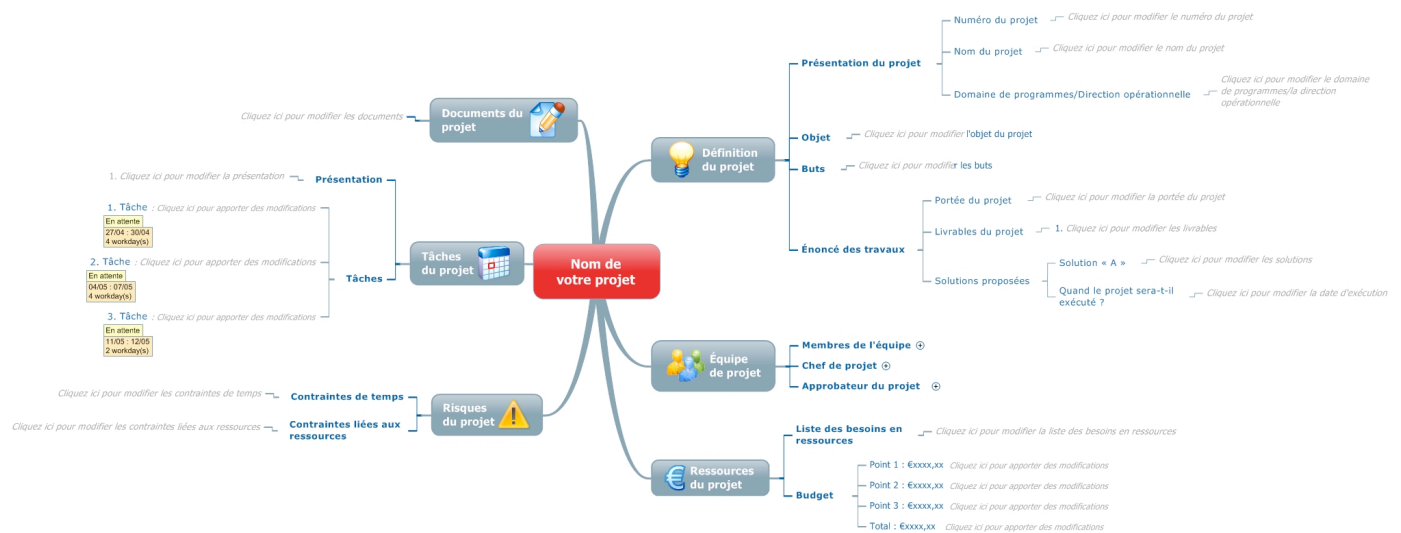 Nom de
votre projet
Définition
du projet
Présentation du projet
Numéro du projet
Cliquez ici pour modifier le numéro du projet
Nom du projet
Cliquez ici pour modifier le nom du projet
Domaine de programmes/Direction opérationnelle
Cliquez ici pour modifier le domaine
de programmes/la direction
opérationnelle
Objet
Cliquez ici pour modifier l'objet du projet
Buts
Cliquez ici pour modifier les buts
Énoncé des travaux
Portée du projet
Cliquez ici pour modifier la portée du projet
Livrables du projet
1. Cliquez ici pour modifier les livrables
Solutions proposées
Solution « A »
Cliquez ici pour modifier les solutions
Quand le projet sera-t-il
exécuté ?
Cliquez ici pour modifier la date d'exécution
Équipe
de projet
Membres de l'équipe
Chef de projet
Approbateur du projet
Ressources
du projet
Liste des besoins en
ressources
Cliquez ici pour modifier la liste des besoins en ressources
Budget
Point 1 : €xxxx,xx Cliquez ici pour apporter des modifications
Point 2 : €xxxx,xx Cliquez ici pour apporter des modifications
Point 3 : €xxxx,xx Cliquez ici pour apporter des modifications
Total : €xxxx,xx Cliquez ici pour apporter des modifications
Documents du
projet
Cliquez ici pour modifier les documents
Tâches
du projet
Présentation
1. Cliquez ici pour modifier la présentation
Tâches
1. Tâche : Cliquez ici pour apporter des modifications
En attente
27/04 : 30/04
4 workday(s)
2. Tâche : Cliquez ici pour apporter des modifications
En attente
04/05 : 07/05
4 workday(s)
3. Tâche : Cliquez ici pour apporter des modifications
En attente
11/05 : 12/05
2 workday(s)
Risques
du projet
Contraintes de temps
Cliquez ici pour modifier les contraintes de temps
Contraintes liées aux
ressources
Cliquez ici pour modifier les contraintes liées aux ressources